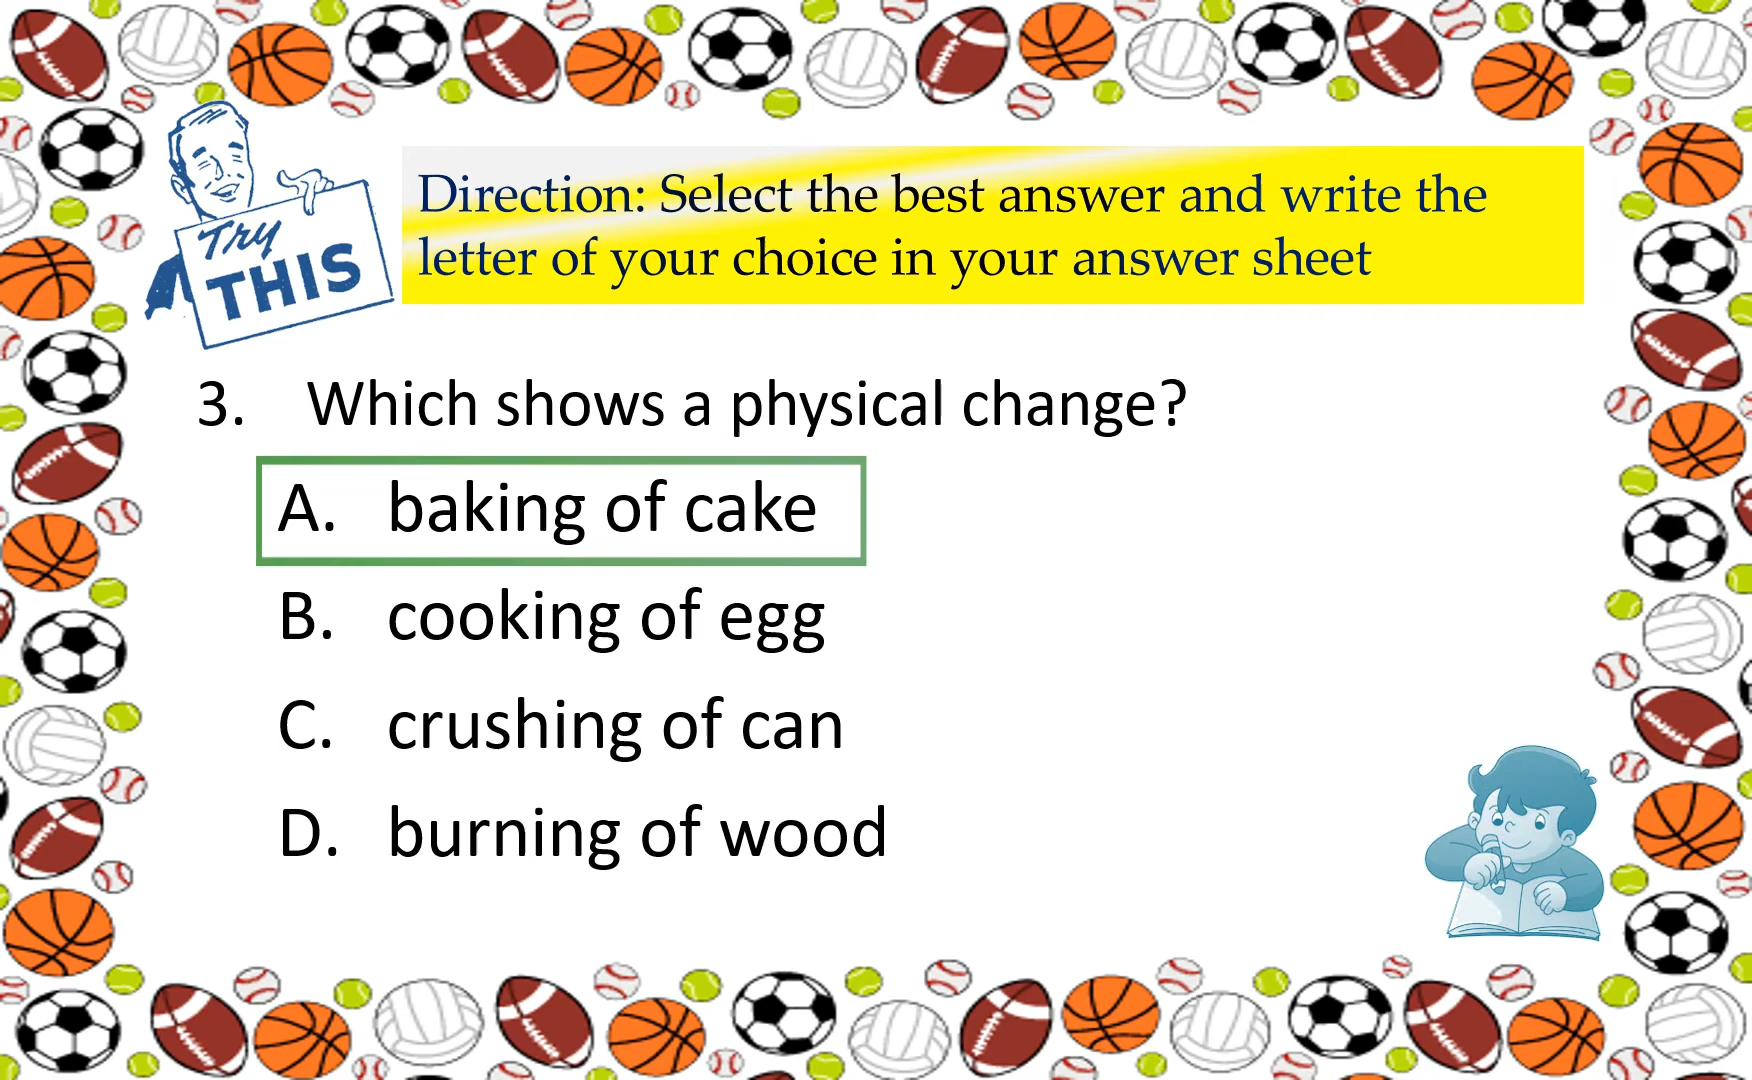 Try
THIS
Direction: Select the best answer and write the
letter of your choice in your answer sheet
3. Which shows a physical change?
A. baking of cake
B. cooking of egg
C. crushing of can
D. burning of wood